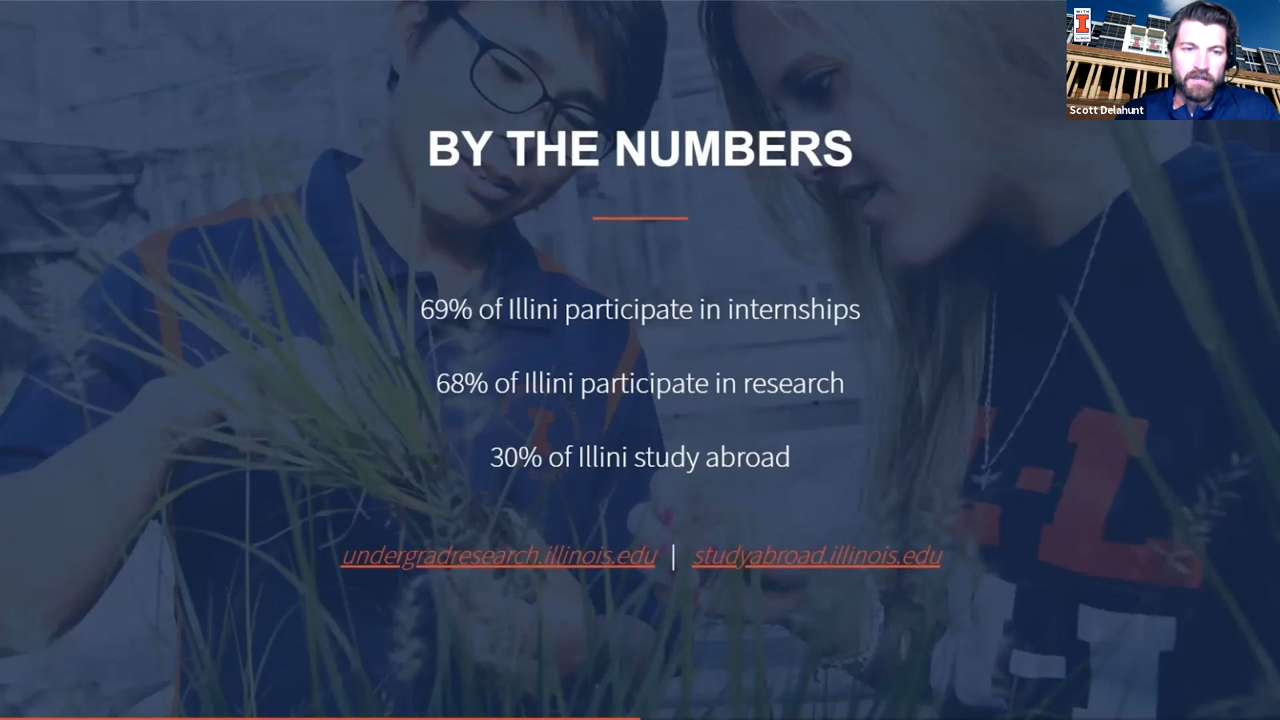 BY THE NUMBERS
69% of Illini participate in internships
68% of Illini participate in research
30% of Illini study abroad
undergradresearch.illinois.edu | studyabroad.illinois.edu
WITH
I
Scott Delahunt